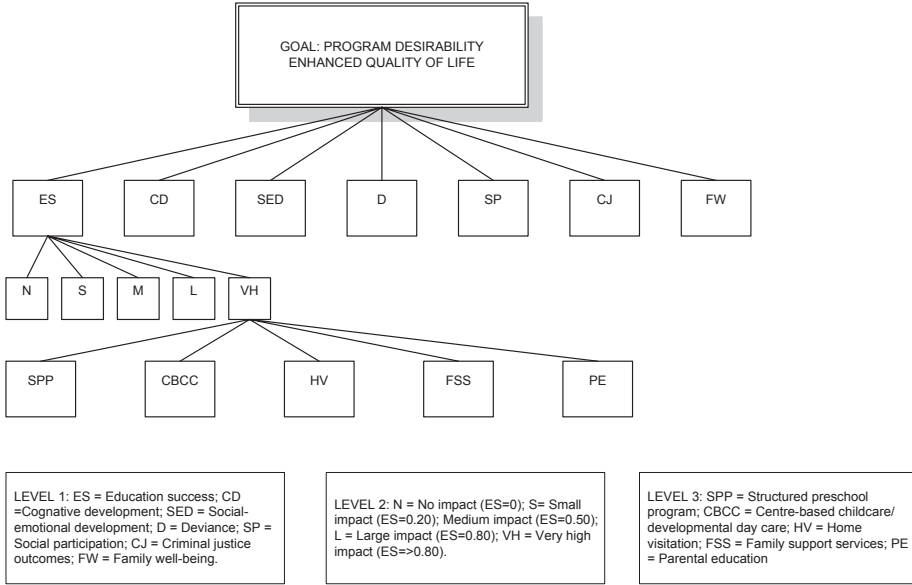 GOAL: PROGRAM DESIRABILITY
ENHANCED QUALITY OF LIFE
ES
CD
SED
D
SP
CJ
FW
N
S
M
L
VH
SPP
CBCC
HV
FSS
PE
LEVEL 1: ES = Education success; CD
=Cognative development; SED = Social-
emotional development; D = Deviance; SP =
Social participation; CJ = Criminal justice
outcomes; FW = Family well-being.
LEVEL 2: N = No impact (ES=0); S= Small
impact (ES=0.20); Medium impact (ES=0.50);
L = Large impact (ES=0.80); VH = Very high
impact (ES=>0.80).
LEVEL 3: SPP = Structured preschool
program; CBCC = Centre-based childcare/
developmental day care; HV = Home
visitation; FSS = Family support services; PE
= Parental education